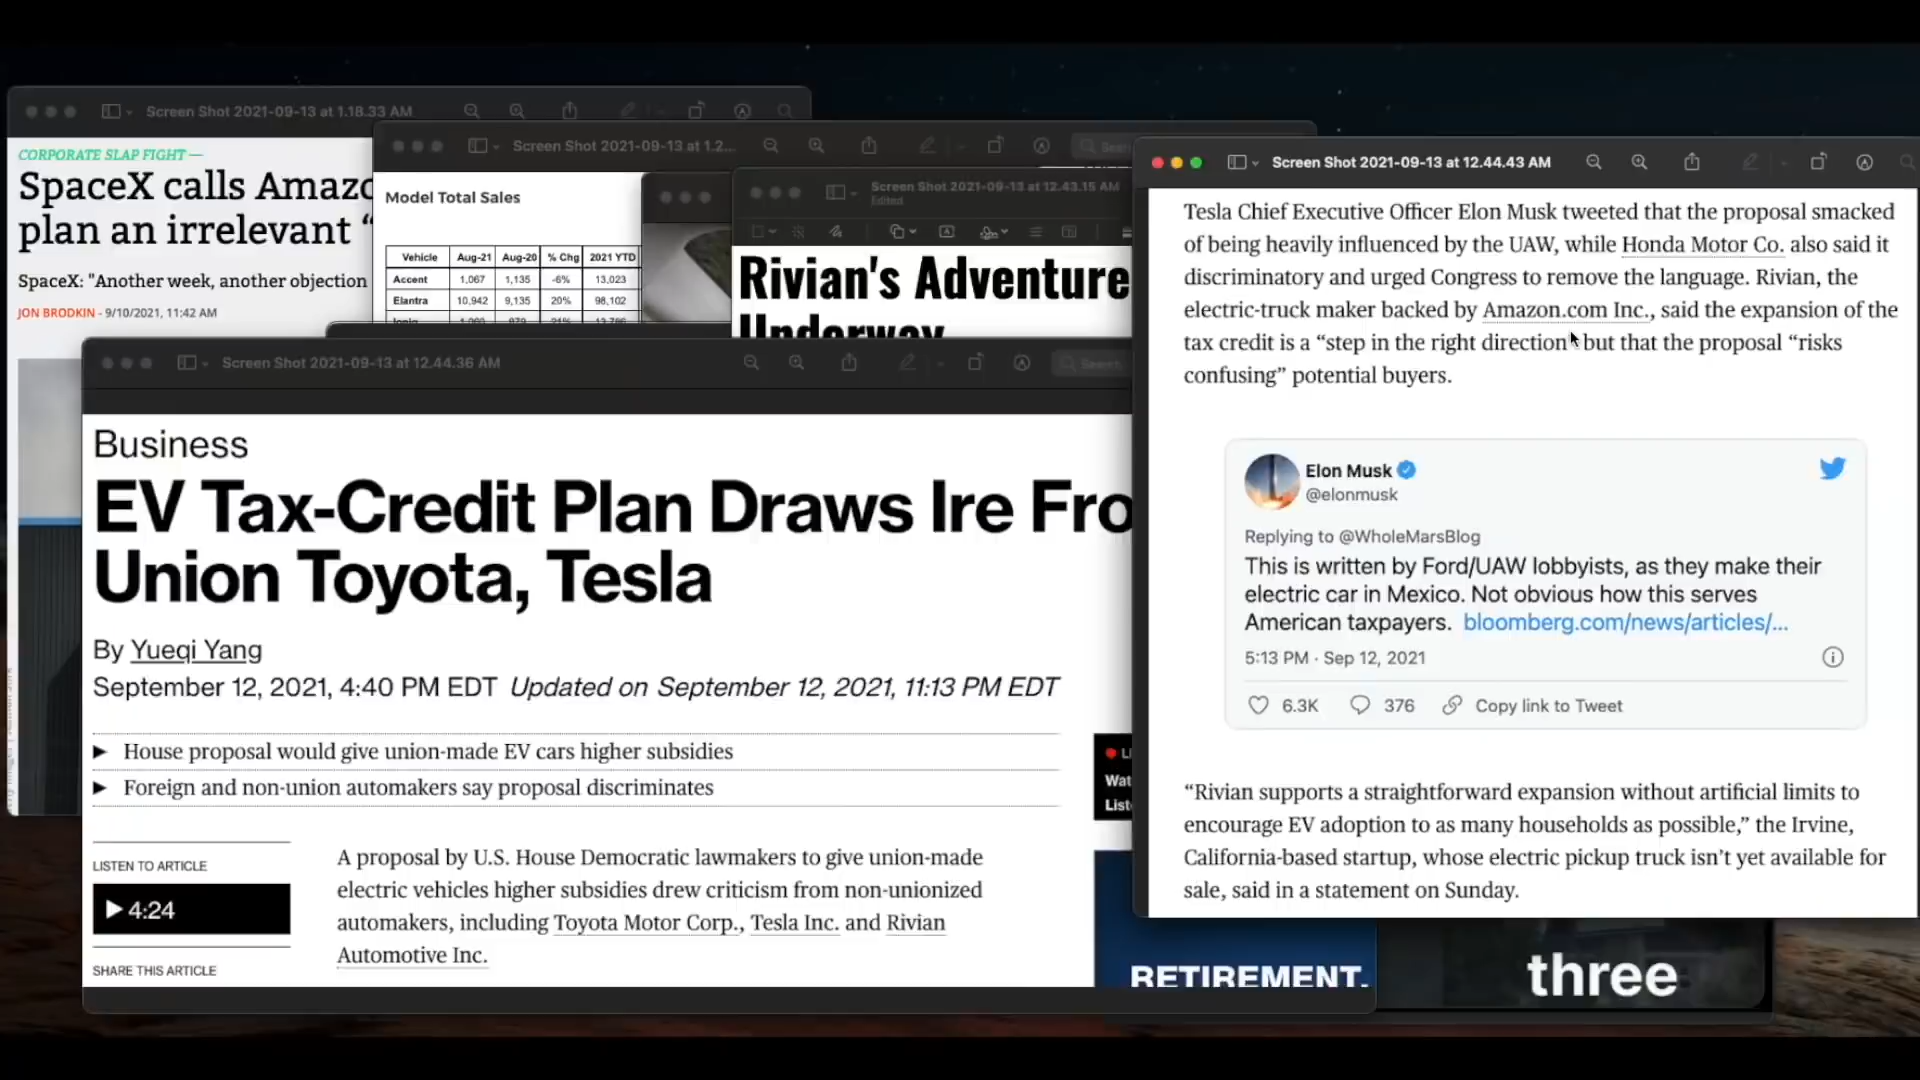 Screen Shot 2021-09-13 at 1.18.33 AM
CORPORATE SLAP FIGHT —
SpaceX calls Amazo
plan an irrelevant “
SpaceX: "Another week, another objection
JON BRODKIN - 9/10/2021, 11:42 AM
Screen Shot 2021-09-13 at 1.2...
Model Total Sales
Vehicle Aug-21 Aug-20 % Chg 2021 YTD
Accent 1,067 1,135 -6% 13,023
Elantra 10,942 9,135 20% 98,102
Screen Shot 2021-09-13 at 12.43.15 AM
Edited
Rivian's Adventure
Underway
Screen Shot 2021-09-13 at 12.44.36 AM
Search
Business
EV Tax-Credit Plan Draws Ire Fro
Union Toyota, Tesla
By Yueqi Yang
September 12, 2021, 4:40 PM EDT Updated on September 12, 2021, 11:13 PM EDT
House proposal would give union-made EV cars higher subsidies
Foreign and non-union automakers say proposal discriminates
LISTEN TO ARTICLE
4:24
SHARE THIS ARTICLE
A proposal by U.S. House Democratic lawmakers to give union-made
electric vehicles higher subsidies drew criticism from non-unionized
automakers, including Toyota Motor Corp., Tesla Inc. and Rivian
Automotive Inc.
RETIREMENT.
Screen Shot 2021-09-13 at 12.44.43 AM
Tesla Chief Executive Officer Elon Musk tweeted that the proposal smacked
of being heavily influenced by the UAW, while Honda Motor Co. also said it
discriminatory and urged Congress to remove the language. Rivian, the
electric-truck maker backed by Amazon.com Inc., said the expansion of the
tax credit is a “step in the right direction” but that the proposal “risks
confusing” potential buyers.
Elon Musk
@elonmusk
Replying to @WholeMarsBlog
This is written by Ford/UAW lobbyists, as they make their
electric car in Mexico. Not obvious how this serves
American taxpayers. bloomberg.com/news/articles/...
5:13 PM · Sep 12, 2021
6.3K 376 Copy link to Tweet
“Rivian supports a straightforward expansion without artificial limits to
encourage EV adoption to as many households as possible,” the Irvine,
California-based startup, whose electric pickup truck isn’t yet available for
sale, said in a statement on Sunday.
three